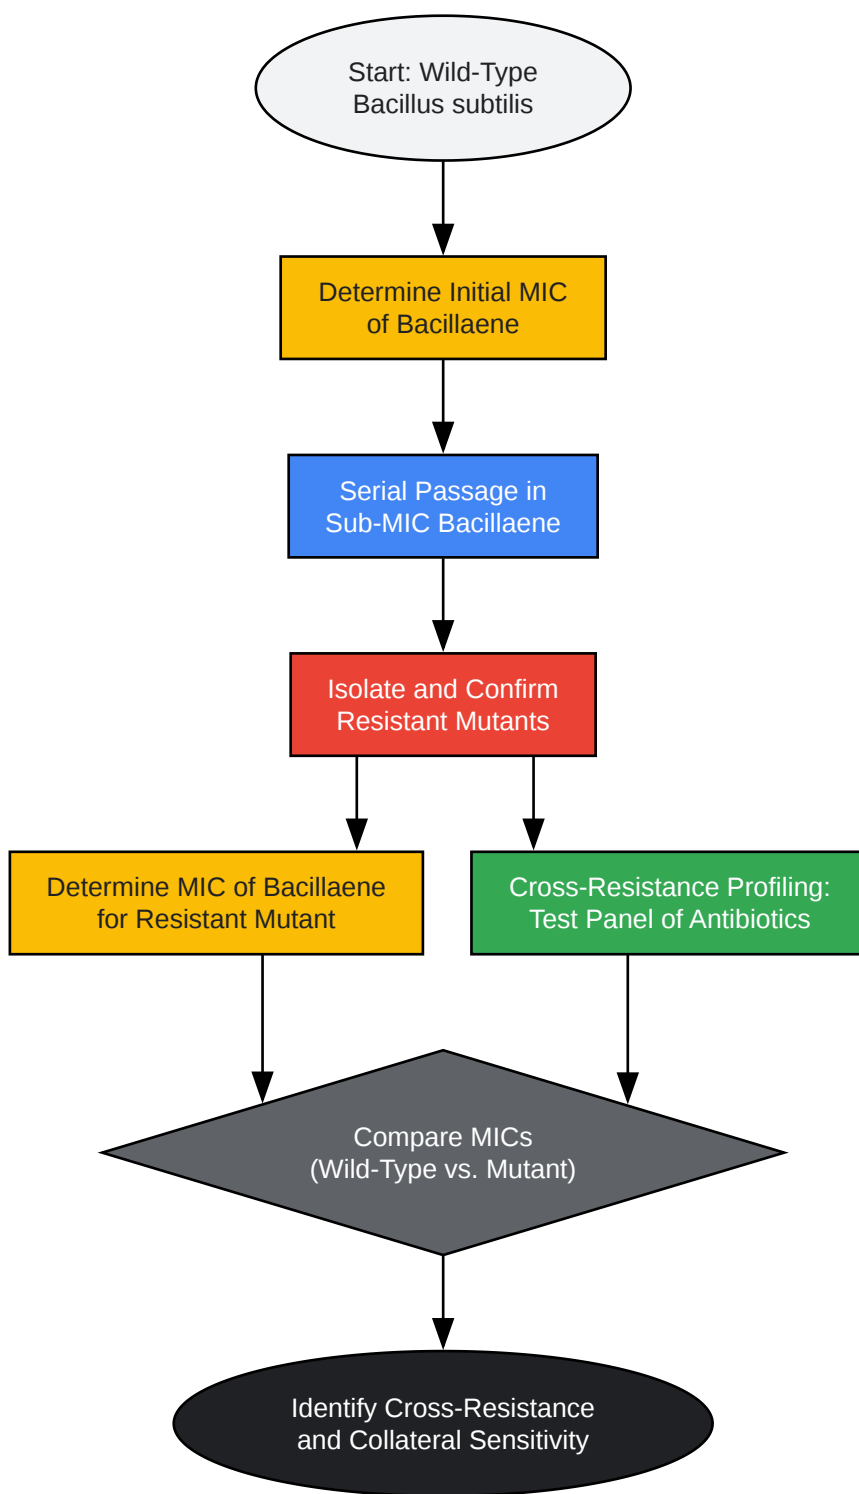 Start: Wild-Type
Bacillus subtilis
Determine Initial MIC
of Bacillaene
Serial Passage in
Sub-MIC Bacillaene
Isolate and Confirm
Resistant Mutants
Determine MIC of Bacillaene
for Resistant Mutant
Cross-Resistance Profiling:
Test Panel of Antibiotics
Compare MICs
(Wild-Type vs. Mutant)
Identify Cross-Resistance
and Collateral Sensitivity